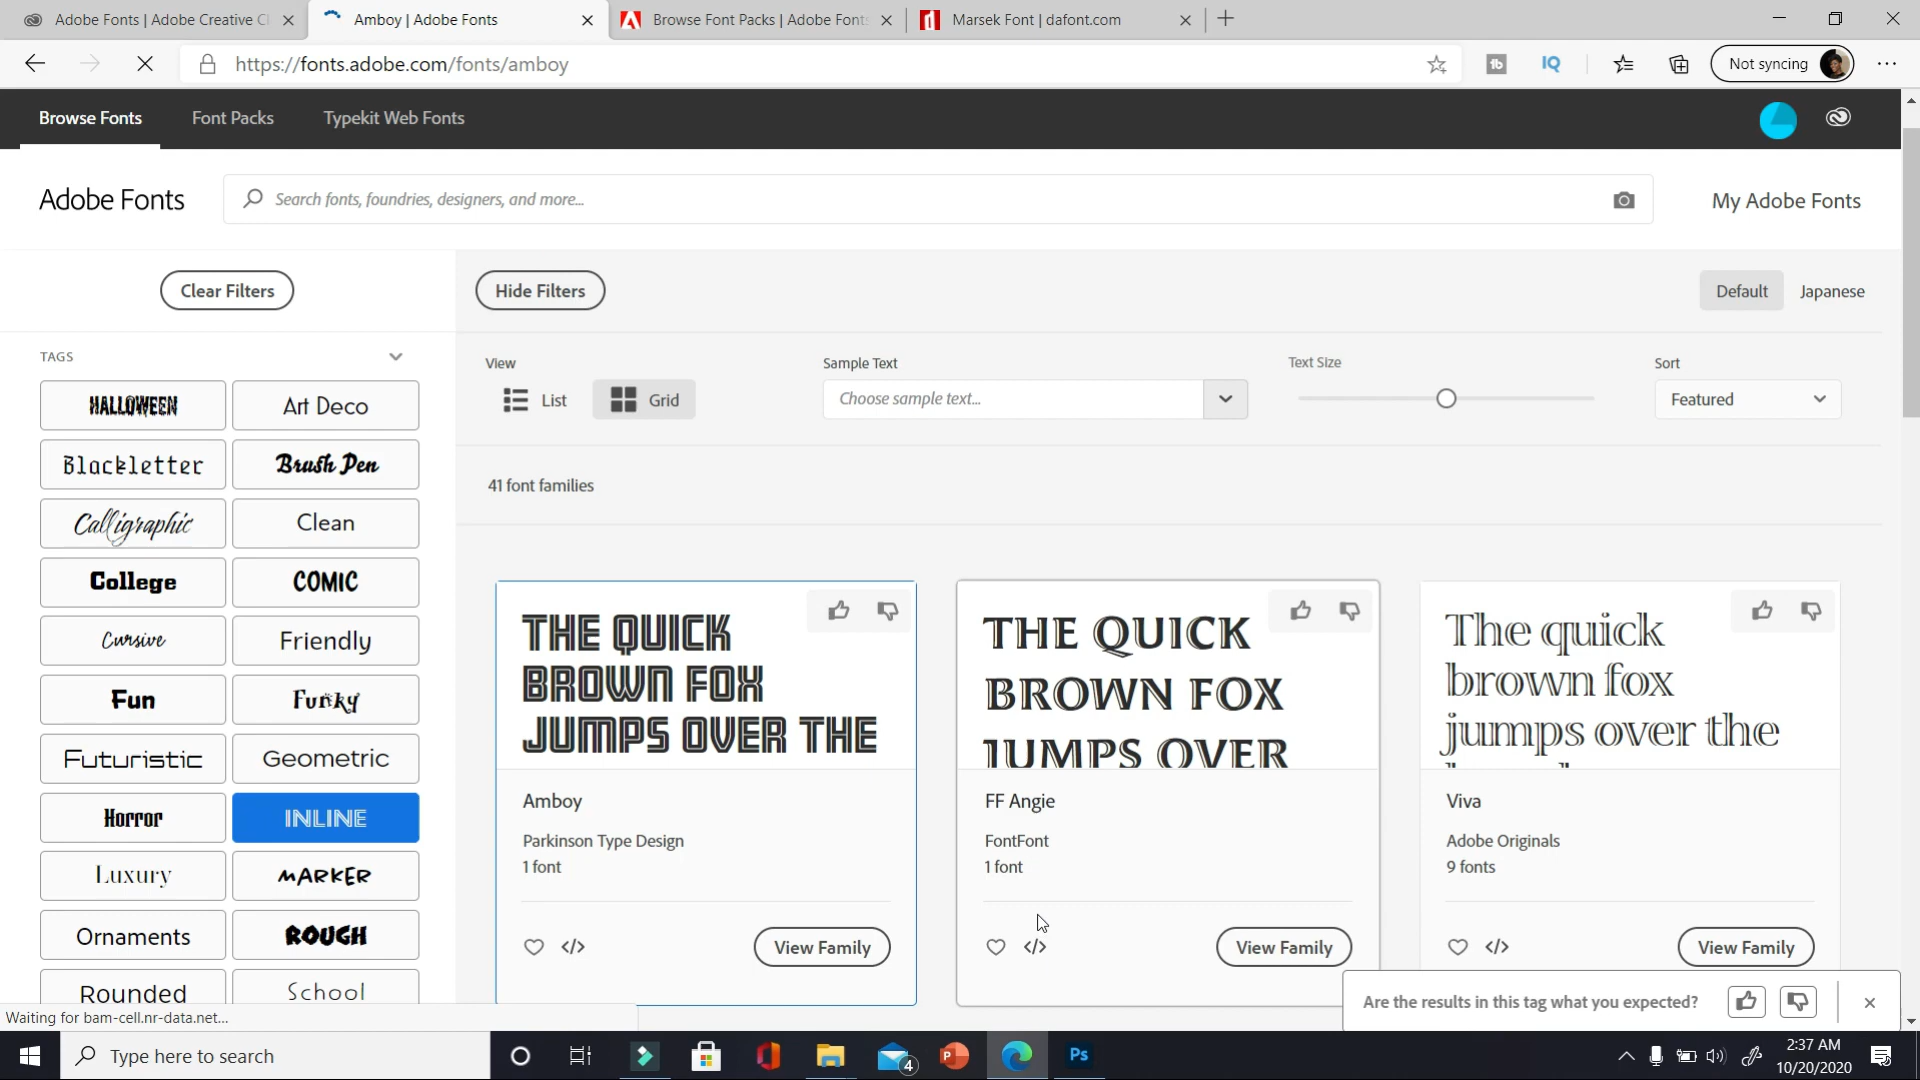 Adobe Fonts | Adobe Creative Cl
Amboy | Adobe Fonts
Browse Font Packs | Adobe Fonts
Marsek Font | dafont.com
https://fonts.adobe.com/fonts/amboy
tb
IQ
Not syncing
Browse Fonts
Font Packs
Typekit Web Fonts
Adobe Fonts
Search fonts, foundries, designers, and more...
My Adobe Fonts
Clear Filters
Hide Filters
Default
Japanese
TAGS
HALLOWEEN
Art Deco
Blackletter
Brush Pen
Calligraphic
Clean
College
COMIC
Cursive
Friendly
Fun
Funky
Futuristic
Geometric
Horror
INLINE
Luxury
MARKER
Ornaments
ROUGH
Rounded
School
View
List
Grid
Sample Text
Choose sample text...
Text Size
Sort
Featured
41 font families
THE QUICK
BROWN FOX
JUMPS OVER THE
Amboy
Parkinson Type Design
1 font
View Family
THE QUICK
BROWN FOX
JUMPS OVER
FF Angie
FontFont
1 font
View Family
The quick
brown fox
jumps over the
Viva
Adobe Originals
9 fonts
View Family
Are the results in this tag what you expected?
Waiting for bam-cell.nr-data.net...
Type here to search
4
P
Ps
2:37 AM
10/20/2020